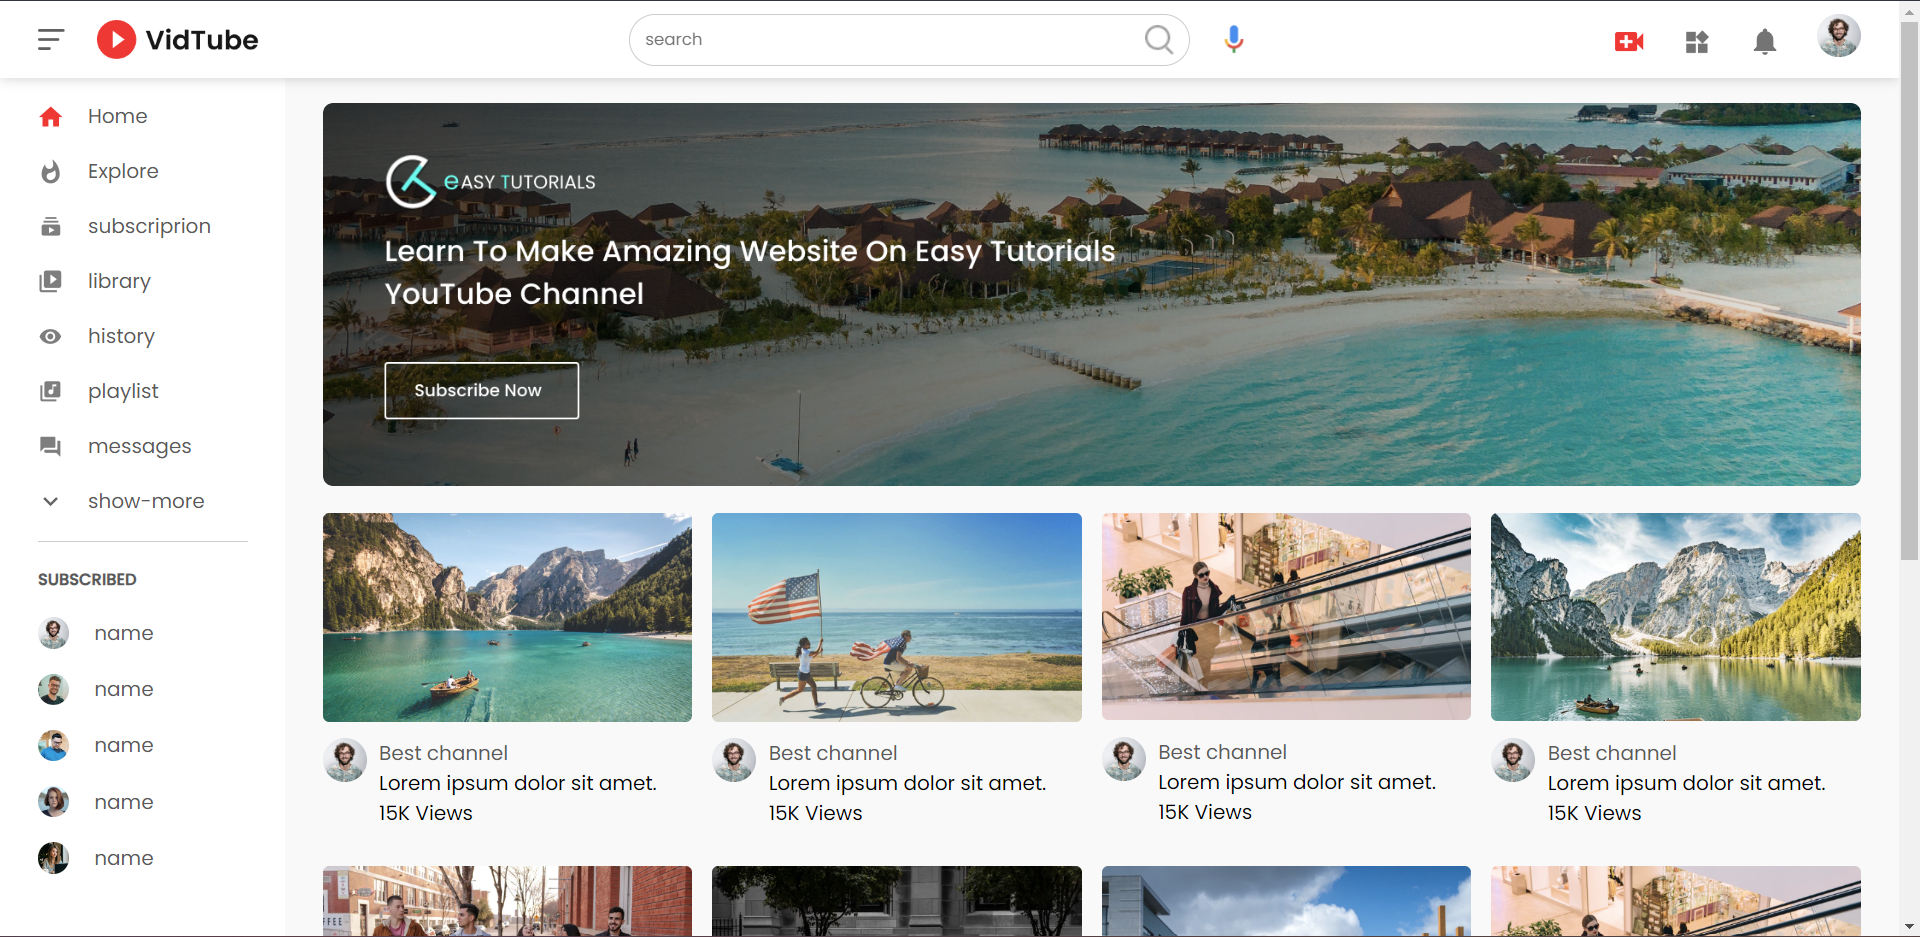 VidTube
search
Home
Explore
subscriprion
library
history
playlist
messages
show-more
SUBSCRIBED
name
name
name
name
name
eASY TUTORIALS
Learn To Make Amazing Website On Easy Tutorials
YouTube Channel
Subscribe Now
Best channel
Lorem ipsum dolor sit amet.
15K Views
Best channel
Lorem ipsum dolor sit amet.
15K Views
Best channel
Lorem ipsum dolor sit amet.
15K Views
Best channel
Lorem ipsum dolor sit amet.
15K Views